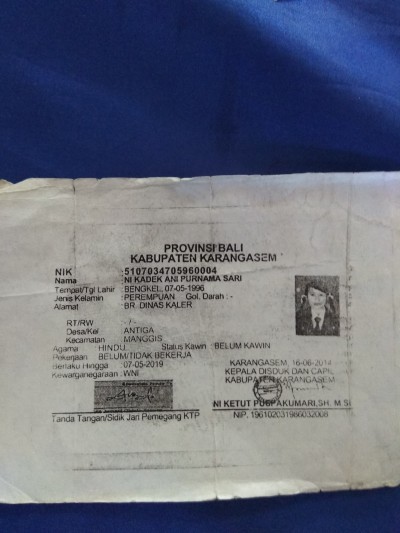 PROVINSI BALI
KABUPATEN KARANGASEM
NIK : 5107034705960004
Nama : NI KADEK ANI PURNAMA SARI
Tempat/Tgl Lahir : BENGKEL, 07-05-1996
Jenis Kelamin : PEREMPUAN Gol. Darah : -
Alamat : BR. DINAS KALER
RT/RW : - / -
Desa/Kel : ANTIGA
Kecamatan : MANGGIS
Agama : HINDU Status Kawin : BELUM KAWIN
Pekerjaan : BELUM/TIDAK BEKERJA
Berlaku Hingga : 07-05-2019
Kewarganegaraan : WNI
KARANGASEM, 16-06-2014
KEPALA DISDUK DAN CAPIL
KABUPATEN KARANGASEM
NI KETUT PUSPAKUMARI,SH. M.Si
NIP. 196102031986032008
Tanda Tangan/Sidik Jari Pemegang KTP